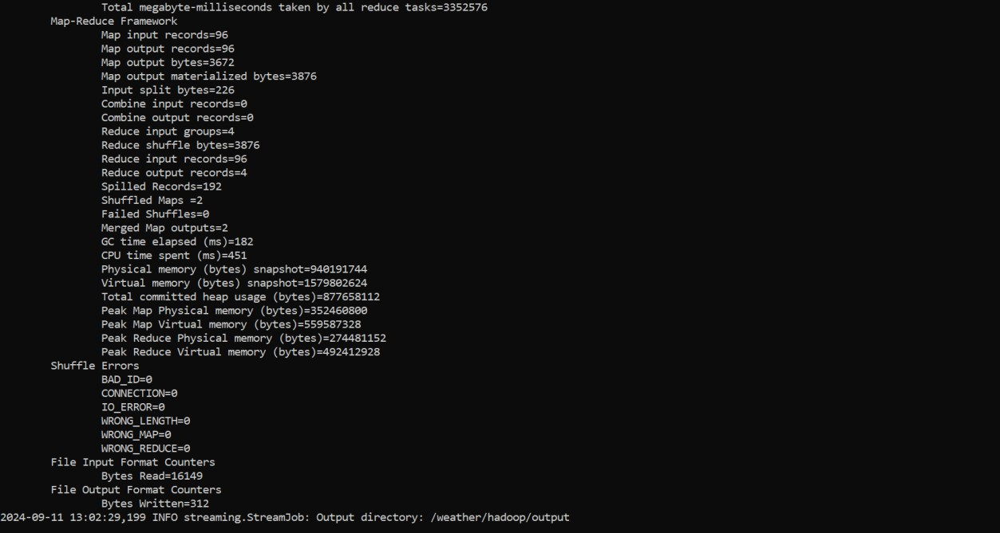 Total megabyte-milliseconds taken by all reduce tasks=3352576
Map-Reduce Framework
Map input records=96
Map output records=96
Map output bytes=3672
Map output materialized bytes=3876
Input split bytes=226
Combine input records=0
Combine output records=0
Reduce input groups=4
Reduce shuffle bytes=3876
Reduce input records=96
Reduce output records=4
Spilled Records=192
Shuffled Maps =2
Failed Shuffles=0
Merged Map outputs=2
GC time elapsed (ms)=182
CPU time spent (ms)=451
Physical memory (bytes) snapshot=940191744
Virtual memory (bytes) snapshot=1579802624
Total committed heap usage (bytes)=877658112
Peak Map Physical memory (bytes)=352460800
Peak Map Virtual memory (bytes)=559587328
Peak Reduce Physical memory (bytes)=274481152
Peak Reduce Virtual memory (bytes)=492412928
Shuffle Errors
BAD_ID=0
CONNECTION=0
IO_ERROR=0
WRONG_LENGTH=0
WRONG_MAP=0
WRONG_REDUCE=0
File Input Format Counters
Bytes Read=16149
File Output Format Counters
Bytes Written=312
2024-09-11 13:02:29,199 INFO streaming.StreamJob: Output directory: /weather/hadoop/output